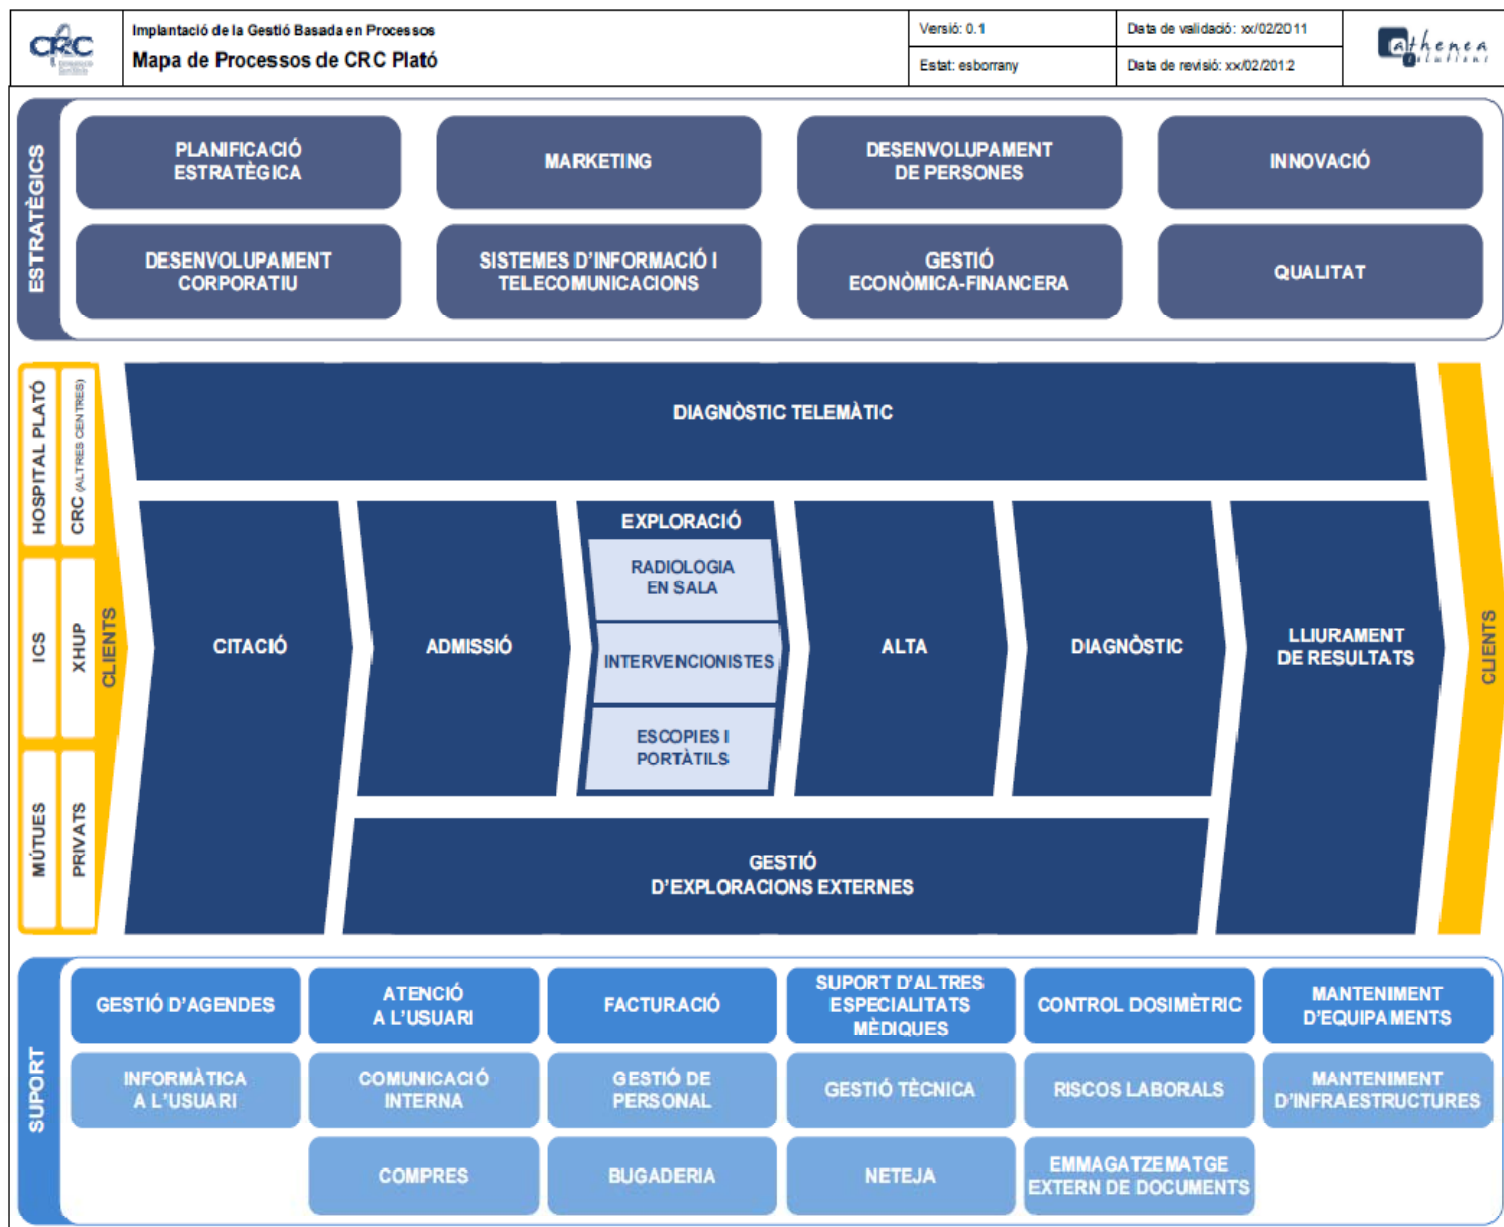 CRC
Implantació de la Gestió Basada en Processos
Mapa de Processos de CRC Plató
Versió: 0.1
Data de validació: xx/02/2011
Estat: esborrany
Data de revisió: xx/02/2012
athenea
solutions
ESTRATÈGICS
PLANIFICACIÓ
ESTRATÈGICA
MARKETING
DESENVOLUPAMENT
DE PERSONES
INNOVACIÓ
DESENVOLUPAMENT
CORPORATIU
SISTEMES D'INFORMACIÓ I
TELECOMUNICACIONS
GESTIÓ
ECONÒMICA-FINANCERA
QUALITAT
HOSPITAL PLATÓ
CRC (ALTRES CENTRES)
ICS
XHUP
MÚTUES
PRIVATS
CLIENTS
DIAGNÒSTIC TELEMÀTIC
CITACIÓ
ADMISSIÓ
EXPLORACIÓ
RADIOLOGIA
EN SALA
INTERVENCIONISTES
ESCOPIES I
PORTÀTILS
ALTA
DIAGNÒSTIC
LLIURAMENT
DE RESULTATS
GESTIÓ
D'EXPLORACIONS EXTERNES
CLIENTS
SUPORT
GESTIÓ D'AGENDES
ATENCIÓ
A L'USUARI
FACTURACIÓ
SUPORT D'ALTRES
ESPECIALITATS
MÈDIQUES
CONTROL DOSIMÈTRIC
MANTENIMENT
D'EQUIPAMENTS
INFORMÀTICA
A L'USUARI
COMUNICACIÓ
INTERNA
GESTIÓ DE
PERSONAL
GESTIÓ TÈCNICA
RISCOS LABORALS
MANTENIMENT
D'INFRAESTRUCTURES
COMPRES
BUGADERIA
NETEJA
EMMAGATZEMATGE
EXTERN DE DOCUMENTS